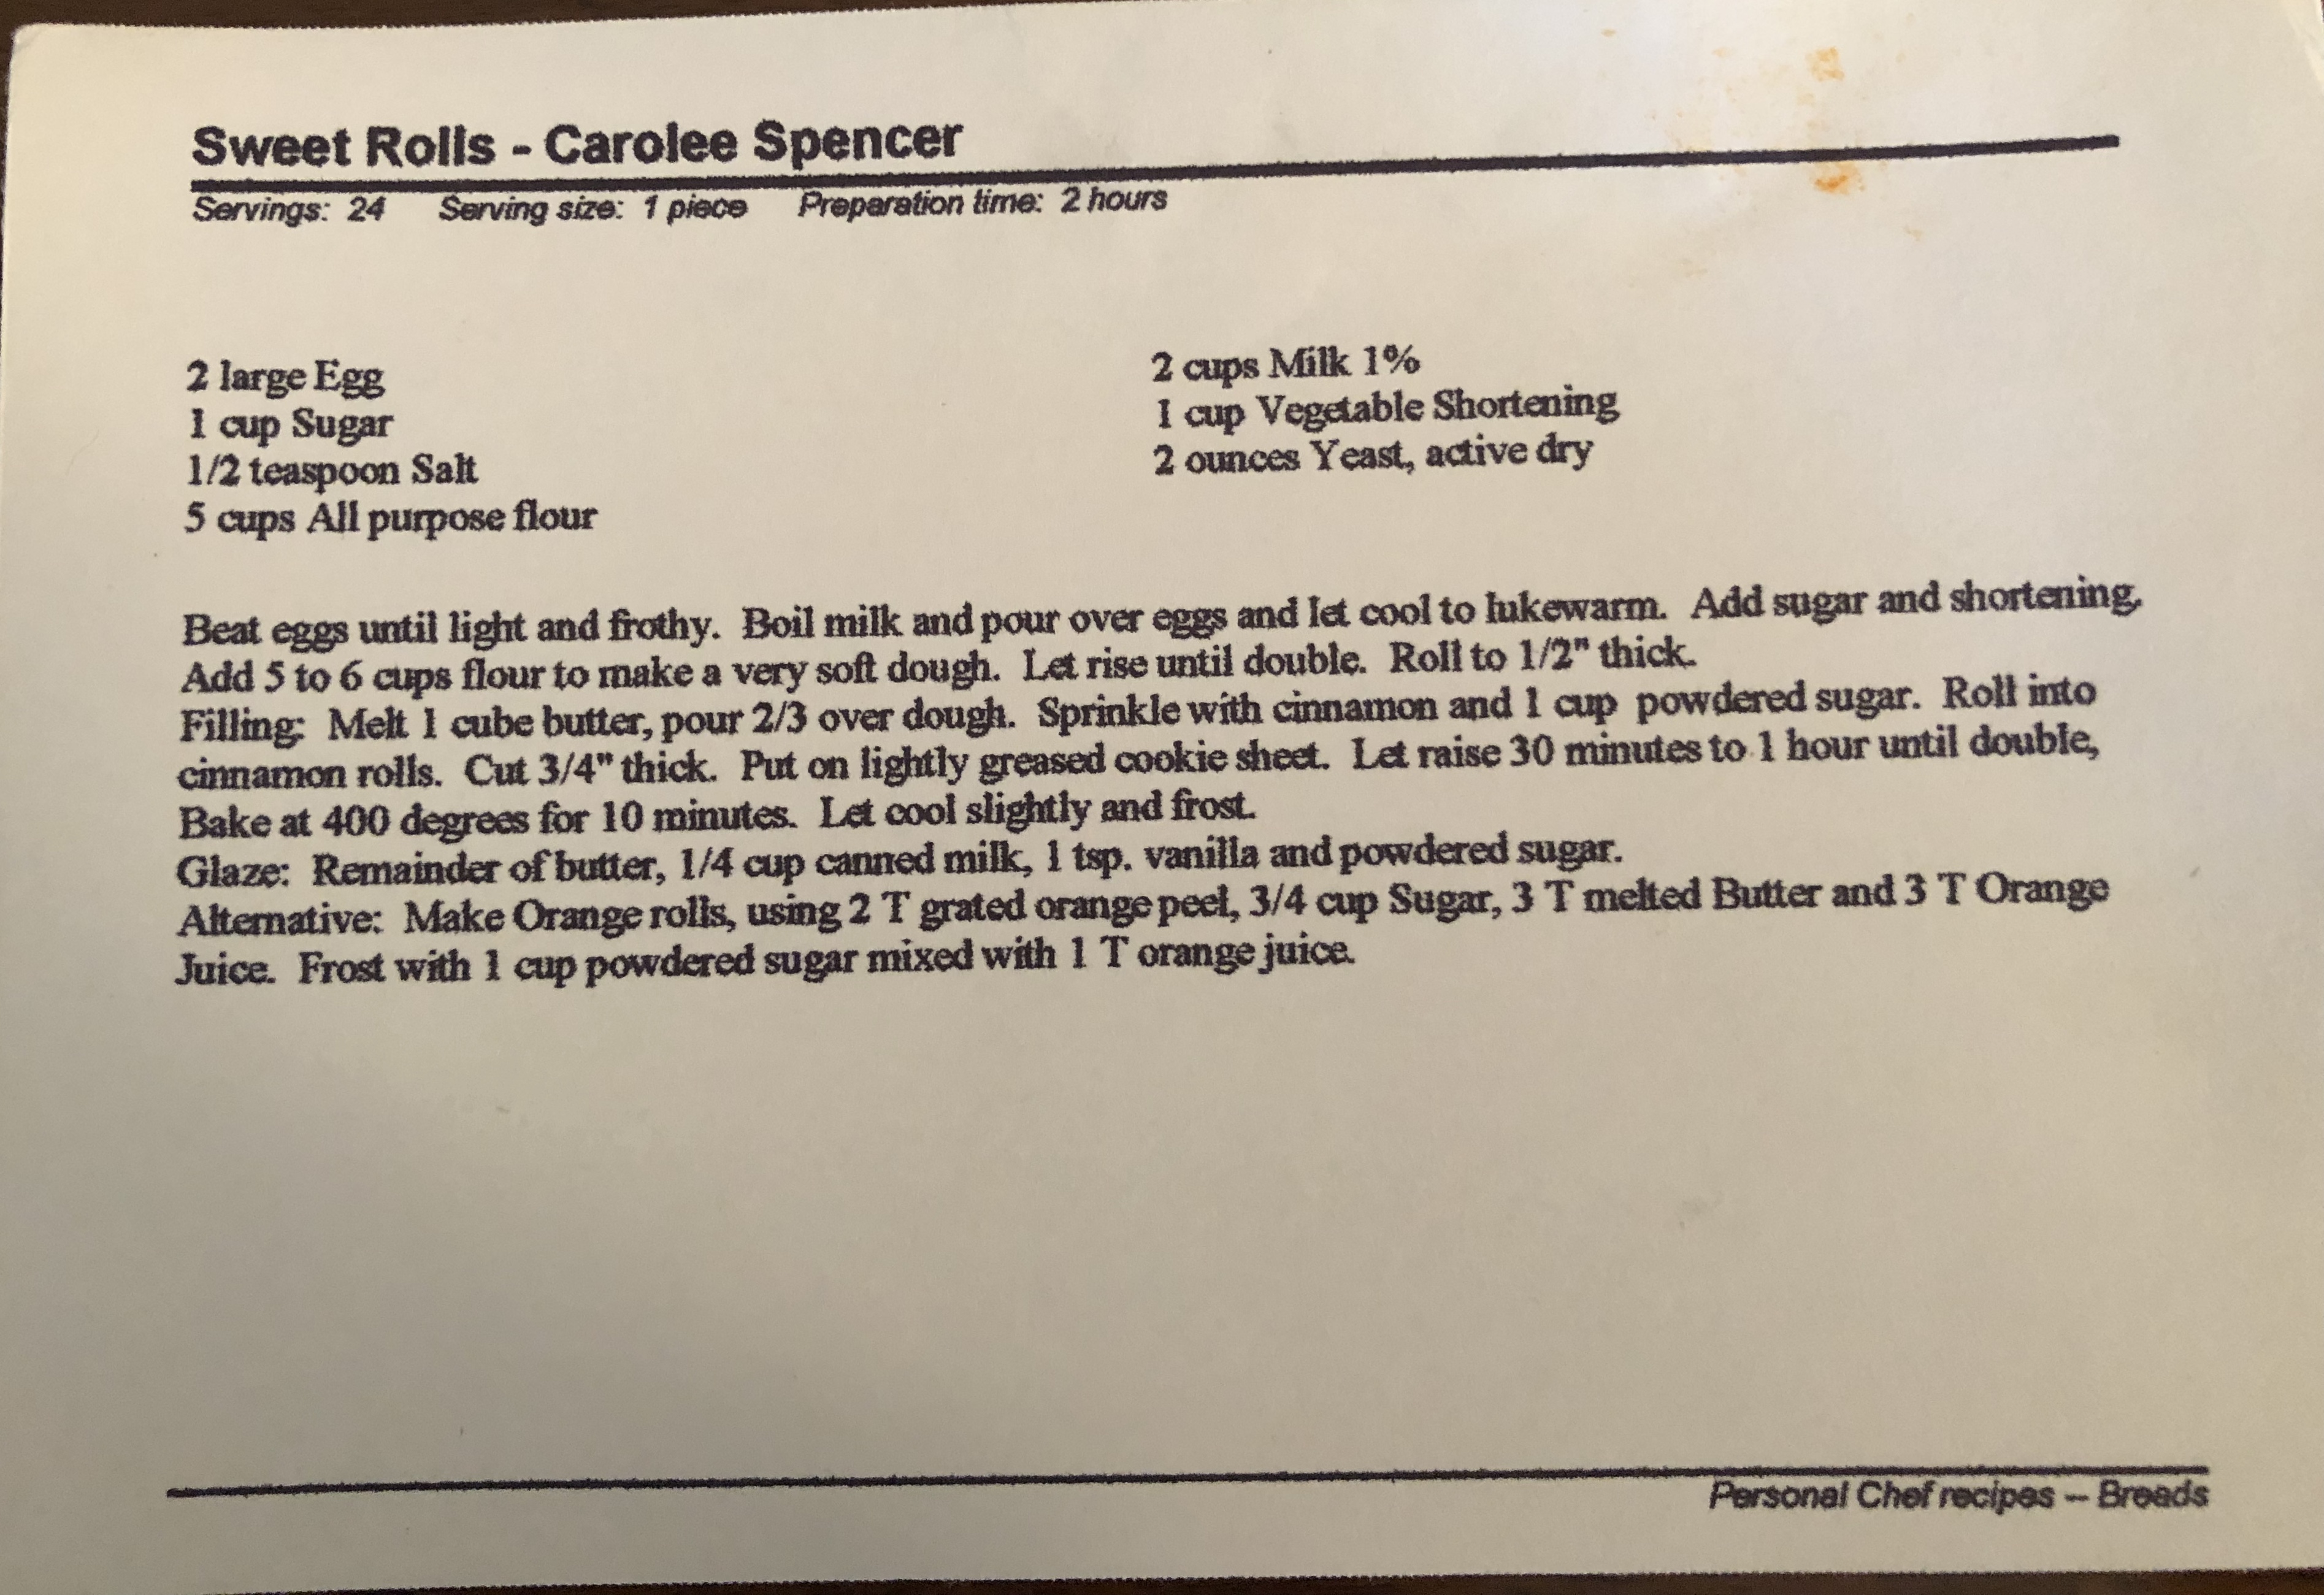 Sweet Rolls - Carolee Spencer
Servings: 24 Serving size: 1 piece Preparation time: 2 hours
2 large Egg
1 cup Sugar
1/2 teaspoon Salt
5 cups All purpose flour
2 cups Milk 1%
1 cup Vegetable Shortening
2 ounces Yeast, active dry
Beat eggs until light and frothy. Boil milk and pour over eggs and let cool to lukewarm. Add sugar and shortening.
Add 5 to 6 cups flour to make a very soft dough. Let rise until double. Roll to 1/2" thick.
Filling: Melt 1 cube butter, pour 2/3 over dough. Sprinkle with cinnamon and 1 cup powdered sugar. Roll into
cinnamon rolls. Cut 3/4" thick. Put on lightly greased cookie sheet. Let raise 30 minutes to 1 hour until double,
Bake at 400 degrees for 10 minutes. Let cool slightly and frost.
Glaze: Remainder of butter, 1/4 cup canned milk, 1 tsp. vanilla and powdered sugar.
Alternative: Make Orange rolls, using 2 T grated orange peel, 3/4 cup Sugar, 3 T melted Butter and 3 T Orange
Juice. Frost with 1 cup powdered sugar mixed with 1 T orange juice.
Personal Chef recipes -- Breads